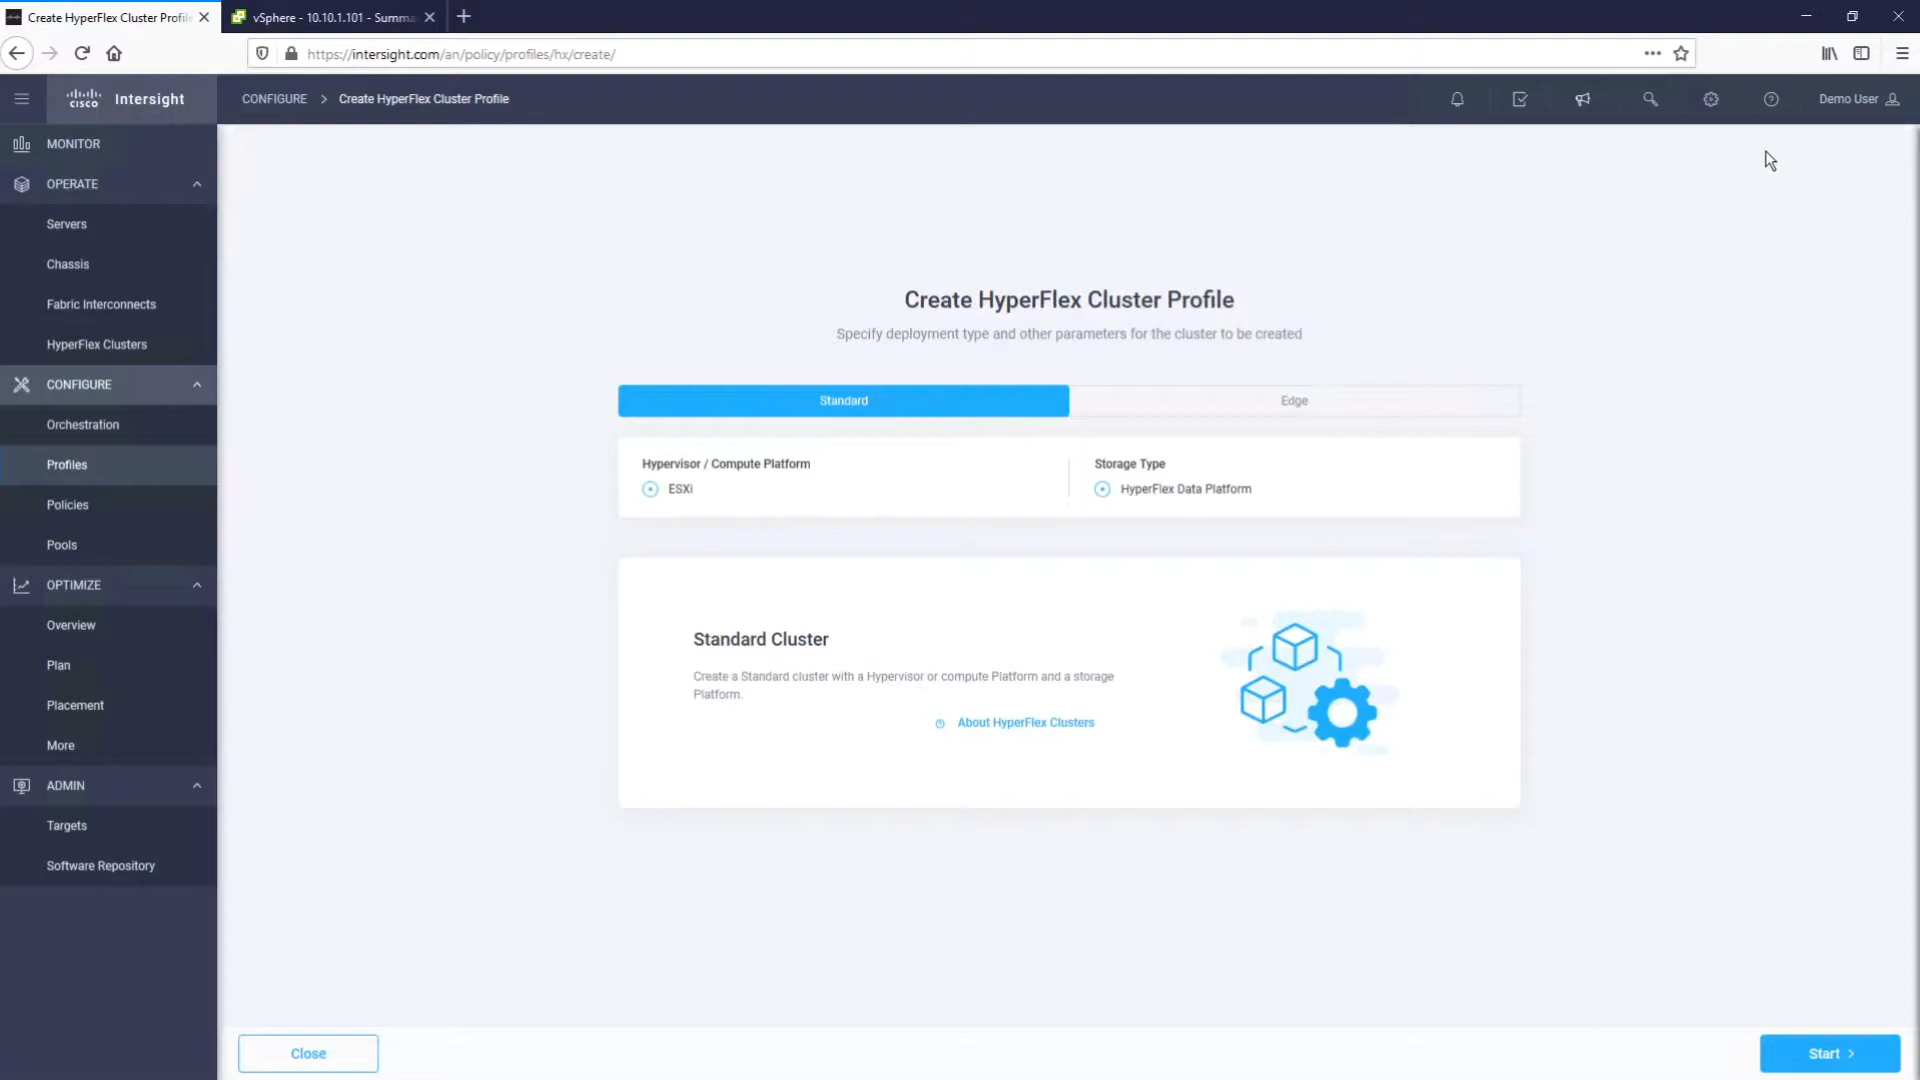 Create HyperFlex Cluster Profile
vSphere - 10.10.1.101 - Summa
https://intersight.com/an/policy/profiles/hx/create/
cisco Intersight
CONFIGURE > Create HyperFlex Cluster Profile
Demo User
MONITOR
OPERATE
Servers
Chassis
Fabric Interconnects
HyperFlex Clusters
CONFIGURE
Orchestration
Profiles
Policies
Pools
OPTIMIZE
Overview
Plan
Placement
More
ADMIN
Targets
Software Repository
Create HyperFlex Cluster Profile
Specify deployment type and other parameters for the cluster to be created
Standard
Edge
Hypervisor / Compute Platform
ESXi
Storage Type
HyperFlex Data Platform
Standard Cluster
Create a Standard cluster with a Hypervisor or compute Platform and a storage
Platform.
About HyperFlex Clusters
Close
Start >